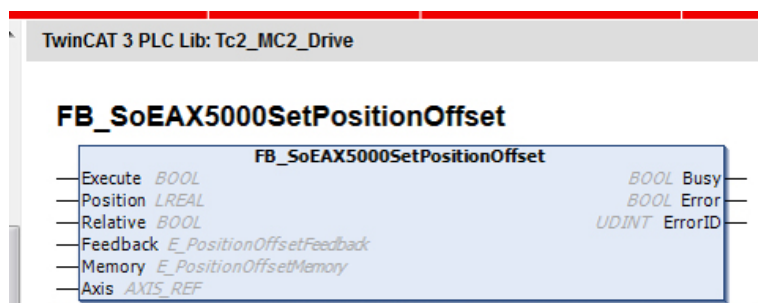 TwinCAT 3 PLC Lib: Tc2_MC2_Drive
FB_SoEAX5000SetPositionOffset
FB_SoEAX5000SetPositionOffset
Execute BOOL BOOL Busy
Position LREAL BOOL Error
Relative BOOL UDINT ErrorID
Feedback E_PositionOffsetFeedback
Memory E_PositionOffsetMemory
Axis AXIS_REF